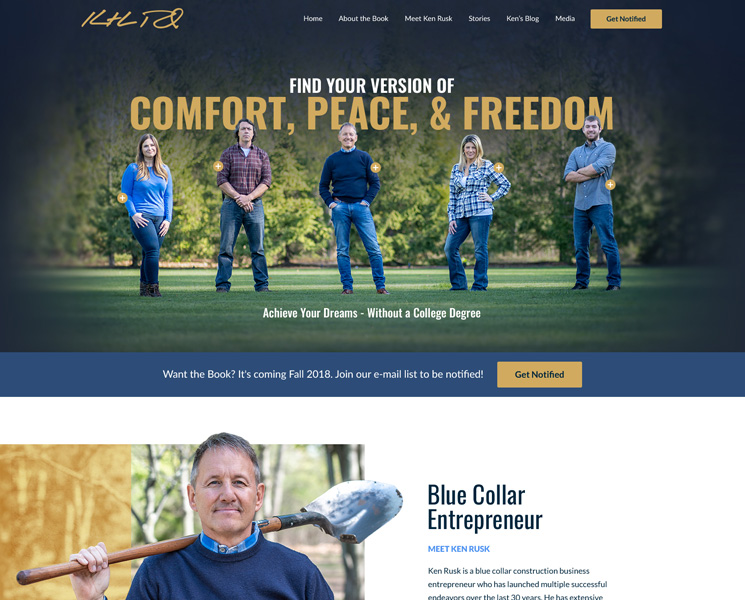 Home About the Book Meet Ken Rusk Stories Ken's Blog Media Get Notified
FIND YOUR VERSION OF
COMFORT, PEACE, & FREEDOM
Achieve Your Dreams - Without a College Degree
Want the Book? It's coming Fall 2018. Join our e-mail list to be notified! Get Notified
Blue Collar
Entrepreneur
MEET KEN RUSK
Ken Rusk is a blue collar construction business
entrepreneur who has launched multiple successful
endeavors over the last 30 years. He has extensive